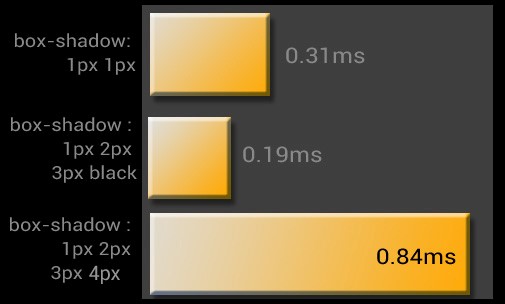 box-shadow:
1px 1px
0.31ms
box-shadow :
1px 2px
3px black
0.19ms
box-shadow :
1px 2px
3px 4px
0.84ms